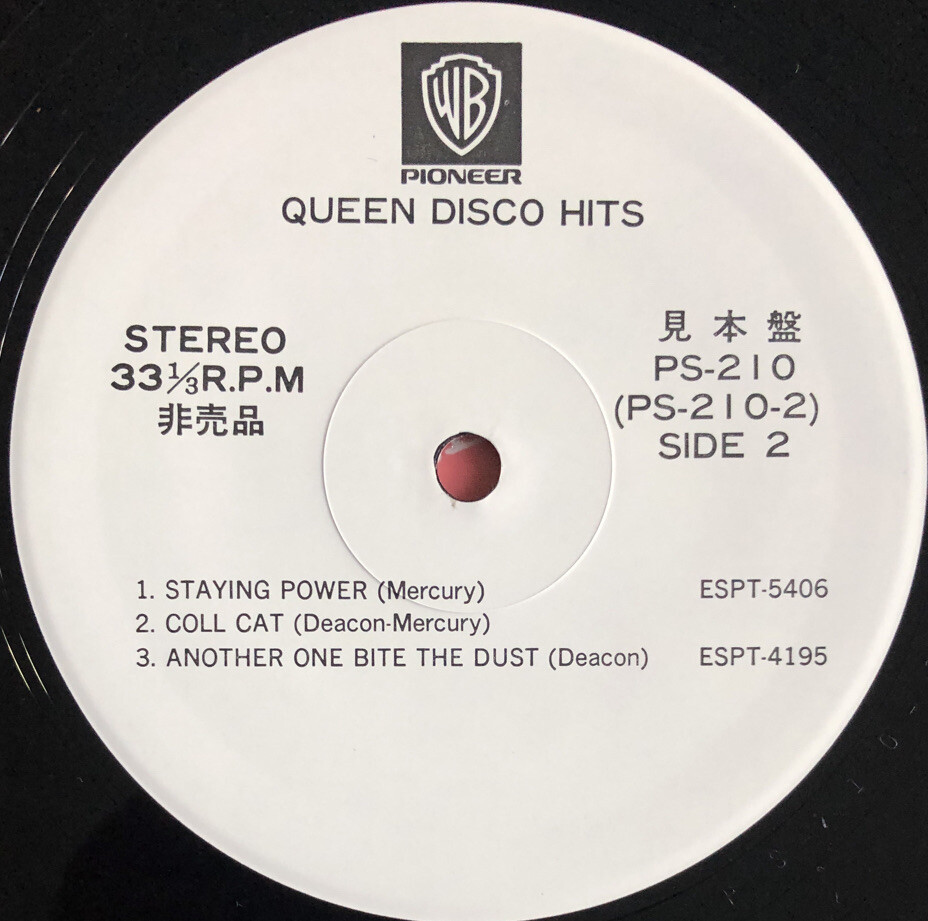 WB
PIONEER
QUEEN DISCO HITS
STEREO
33⅓R.P.M
非売品
見本盤
PS-210
(PS-210-2)
SIDE 2
1. STAYING POWER (Mercury) ESPT-5406
2. COLL CAT (Deacon-Mercury)
3. ANOTHER ONE BITE THE DUST (Deacon) ESPT-4195